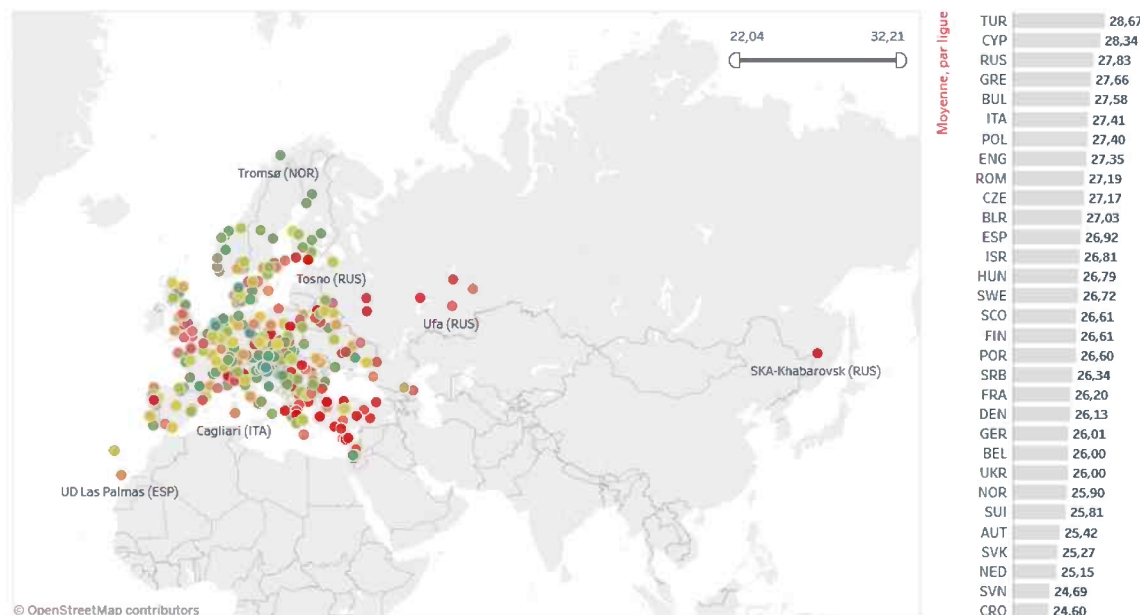 22,04 32,21
Tromsø (NOR)
Tosno (RUS)
Ufa (RUS)
SKA-Khabarovsk (RUS)
Cagliari (ITA)
UD Las Palmas (ESP)
© OpenStreetMap contributors
Moyenne, par ligue
TUR 28,67
CYP 28,34
RUS 27,83
GRE 27,66
BUL 27,58
ITA 27,41
POL 27,40
ENG 27,35
ROM 27,19
CZE 27,17
BLR 27,03
ESP 26,92
ISR 26,81
HUN 26,79
SWE 26,72
SCO 26,61
FIN 26,61
POR 26,60
SRB 26,34
FRA 26,20
DEN 26,13
GER 26,01
BEL 26,00
UKR 26,00
NOR 25,90
SUI 25,81
AUT 25,42
SVK 25,27
NED 25,15
SVN 24,69
CRO 24,60